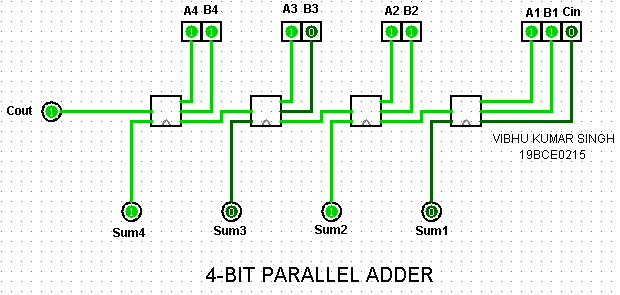 A4 B4 A3 B3 A2 B2 A1 B1 Cin
1 1 1 0 1 1 1 1 0
Cout 1
VIBHU KUMAR SINGH
19BCE0215
1 0 1 0
Sum4 Sum3 Sum2 Sum1
4-BIT PARALLEL ADDER